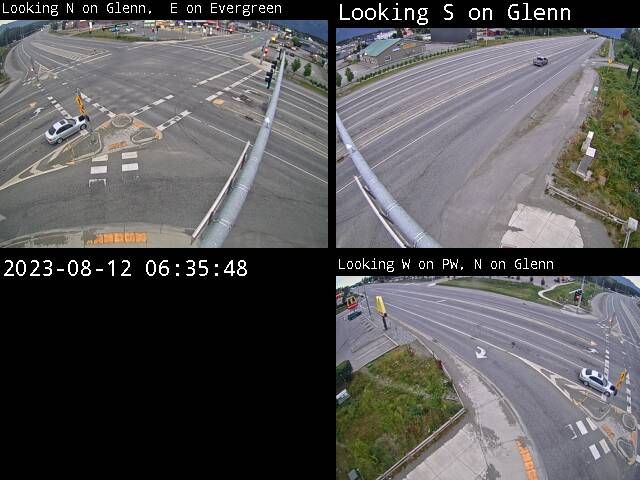 Looking N on Glenn,  E on Evergreen
Looking S on Glenn
2023-08-12 06:35:48
Looking W on PW, N on Glenn